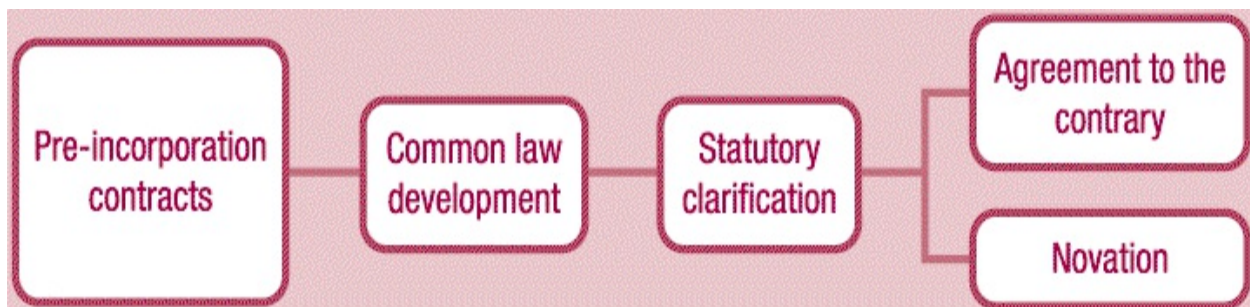 Pre-incorporation
contracts
Common law
development
Statutory
clarification
Agreement to the
contrary
Novation